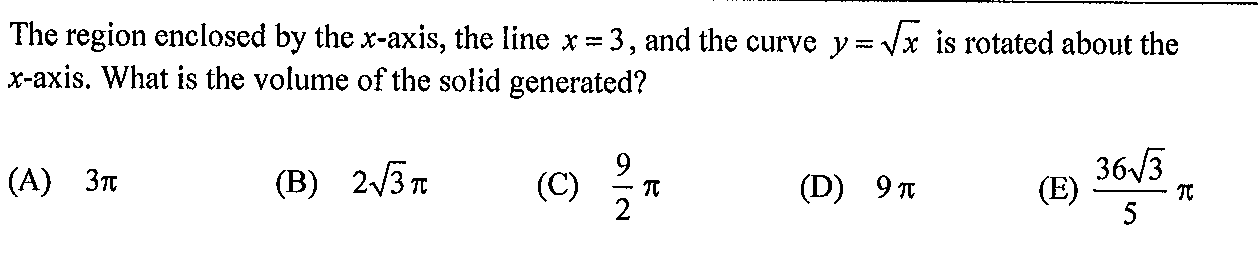 The region enclosed by the x-axis, the line x = 3, and the curve y = √x is rotated about the
x-axis. What is the volume of the solid generated?
(A) 3π (B) 2√3 π (C) 9/2 π (D) 9 π (E) 36√3/5 π